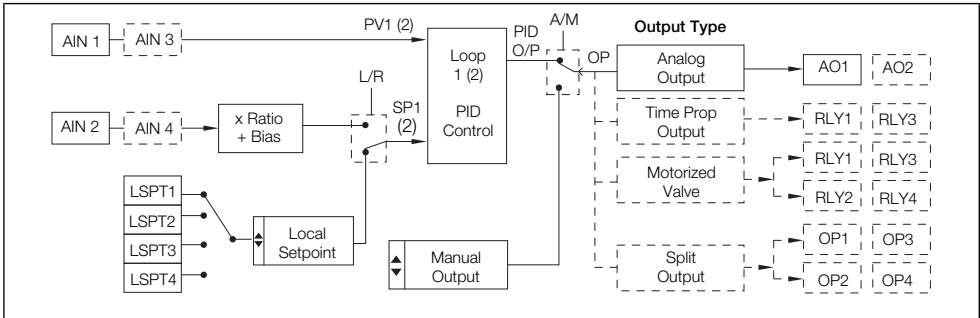 A/M
Output Type
AIN 1
AIN 3
PV1 (2)
PID
O/P
OP
Loop
1 (2)
PID
Control
Analog
Output
AO1
AO2
L/R
SP1
(2)
AIN 2
AIN 4
x Ratio
+ Bias
Time Prop
Output
RLY1
RLY3
Motorized
Valve
RLY1
RLY3
RLY2
RLY4
LSPT1
LSPT2
LSPT3
LSPT4
Local
Setpoint
Manual
Output
Split
Output
OP1
OP3
OP2
OP4